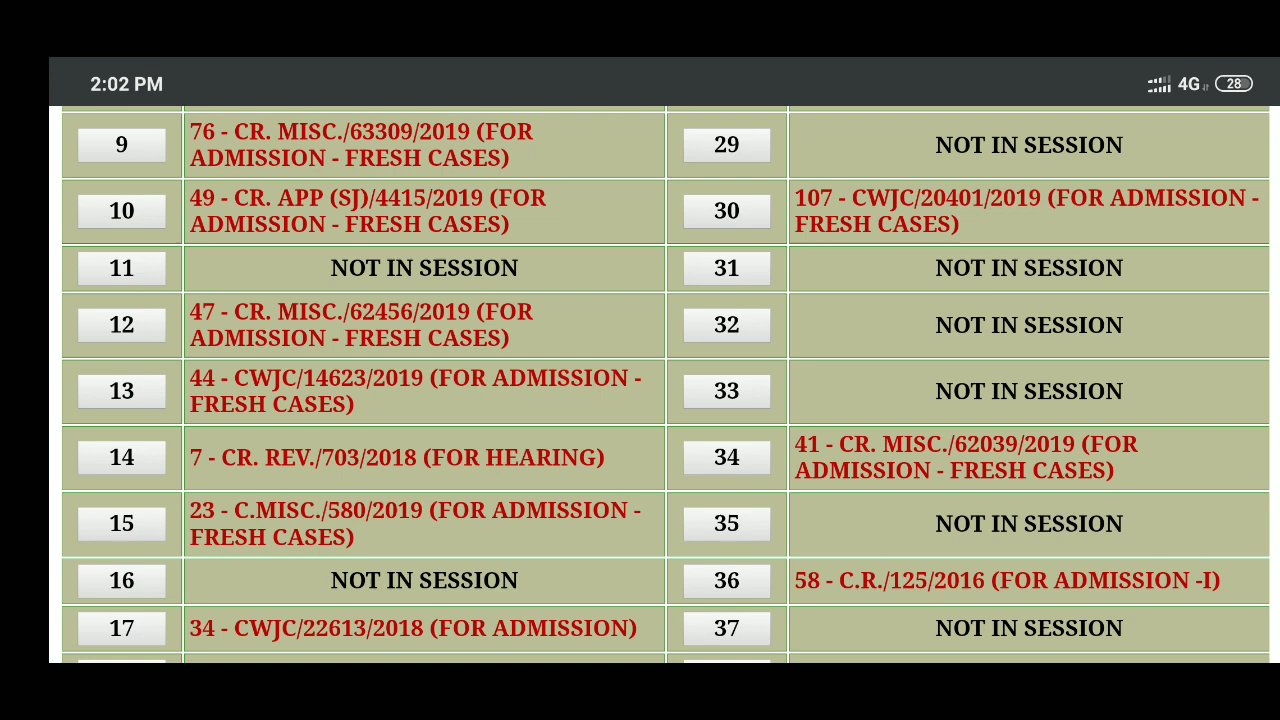 2:02 PM
4G
28
9
76 - CR. MISC./63309/2019 (FOR
ADMISSION - FRESH CASES)
29
NOT IN SESSION
10
49 - CR. APP (SJ)/4415/2019 (FOR
ADMISSION - FRESH CASES)
30
107 - CWJC/20401/2019 (FOR ADMISSION -
FRESH CASES)
11
NOT IN SESSION
31
NOT IN SESSION
12
47 - CR. MISC./62456/2019 (FOR
ADMISSION - FRESH CASES)
32
NOT IN SESSION
13
44 - CWJC/14623/2019 (FOR ADMISSION -
FRESH CASES)
33
NOT IN SESSION
14
7 - CR. REV./703/2018 (FOR HEARING)
34
41 - CR. MISC./62039/2019 (FOR
ADMISSION - FRESH CASES)
15
23 - C.MISC./580/2019 (FOR ADMISSION -
FRESH CASES)
35
NOT IN SESSION
16
NOT IN SESSION
36
58 - C.R./125/2016 (FOR ADMISSION -I)
17
34 - CWJC/22613/2018 (FOR ADMISSION)
37
NOT IN SESSION